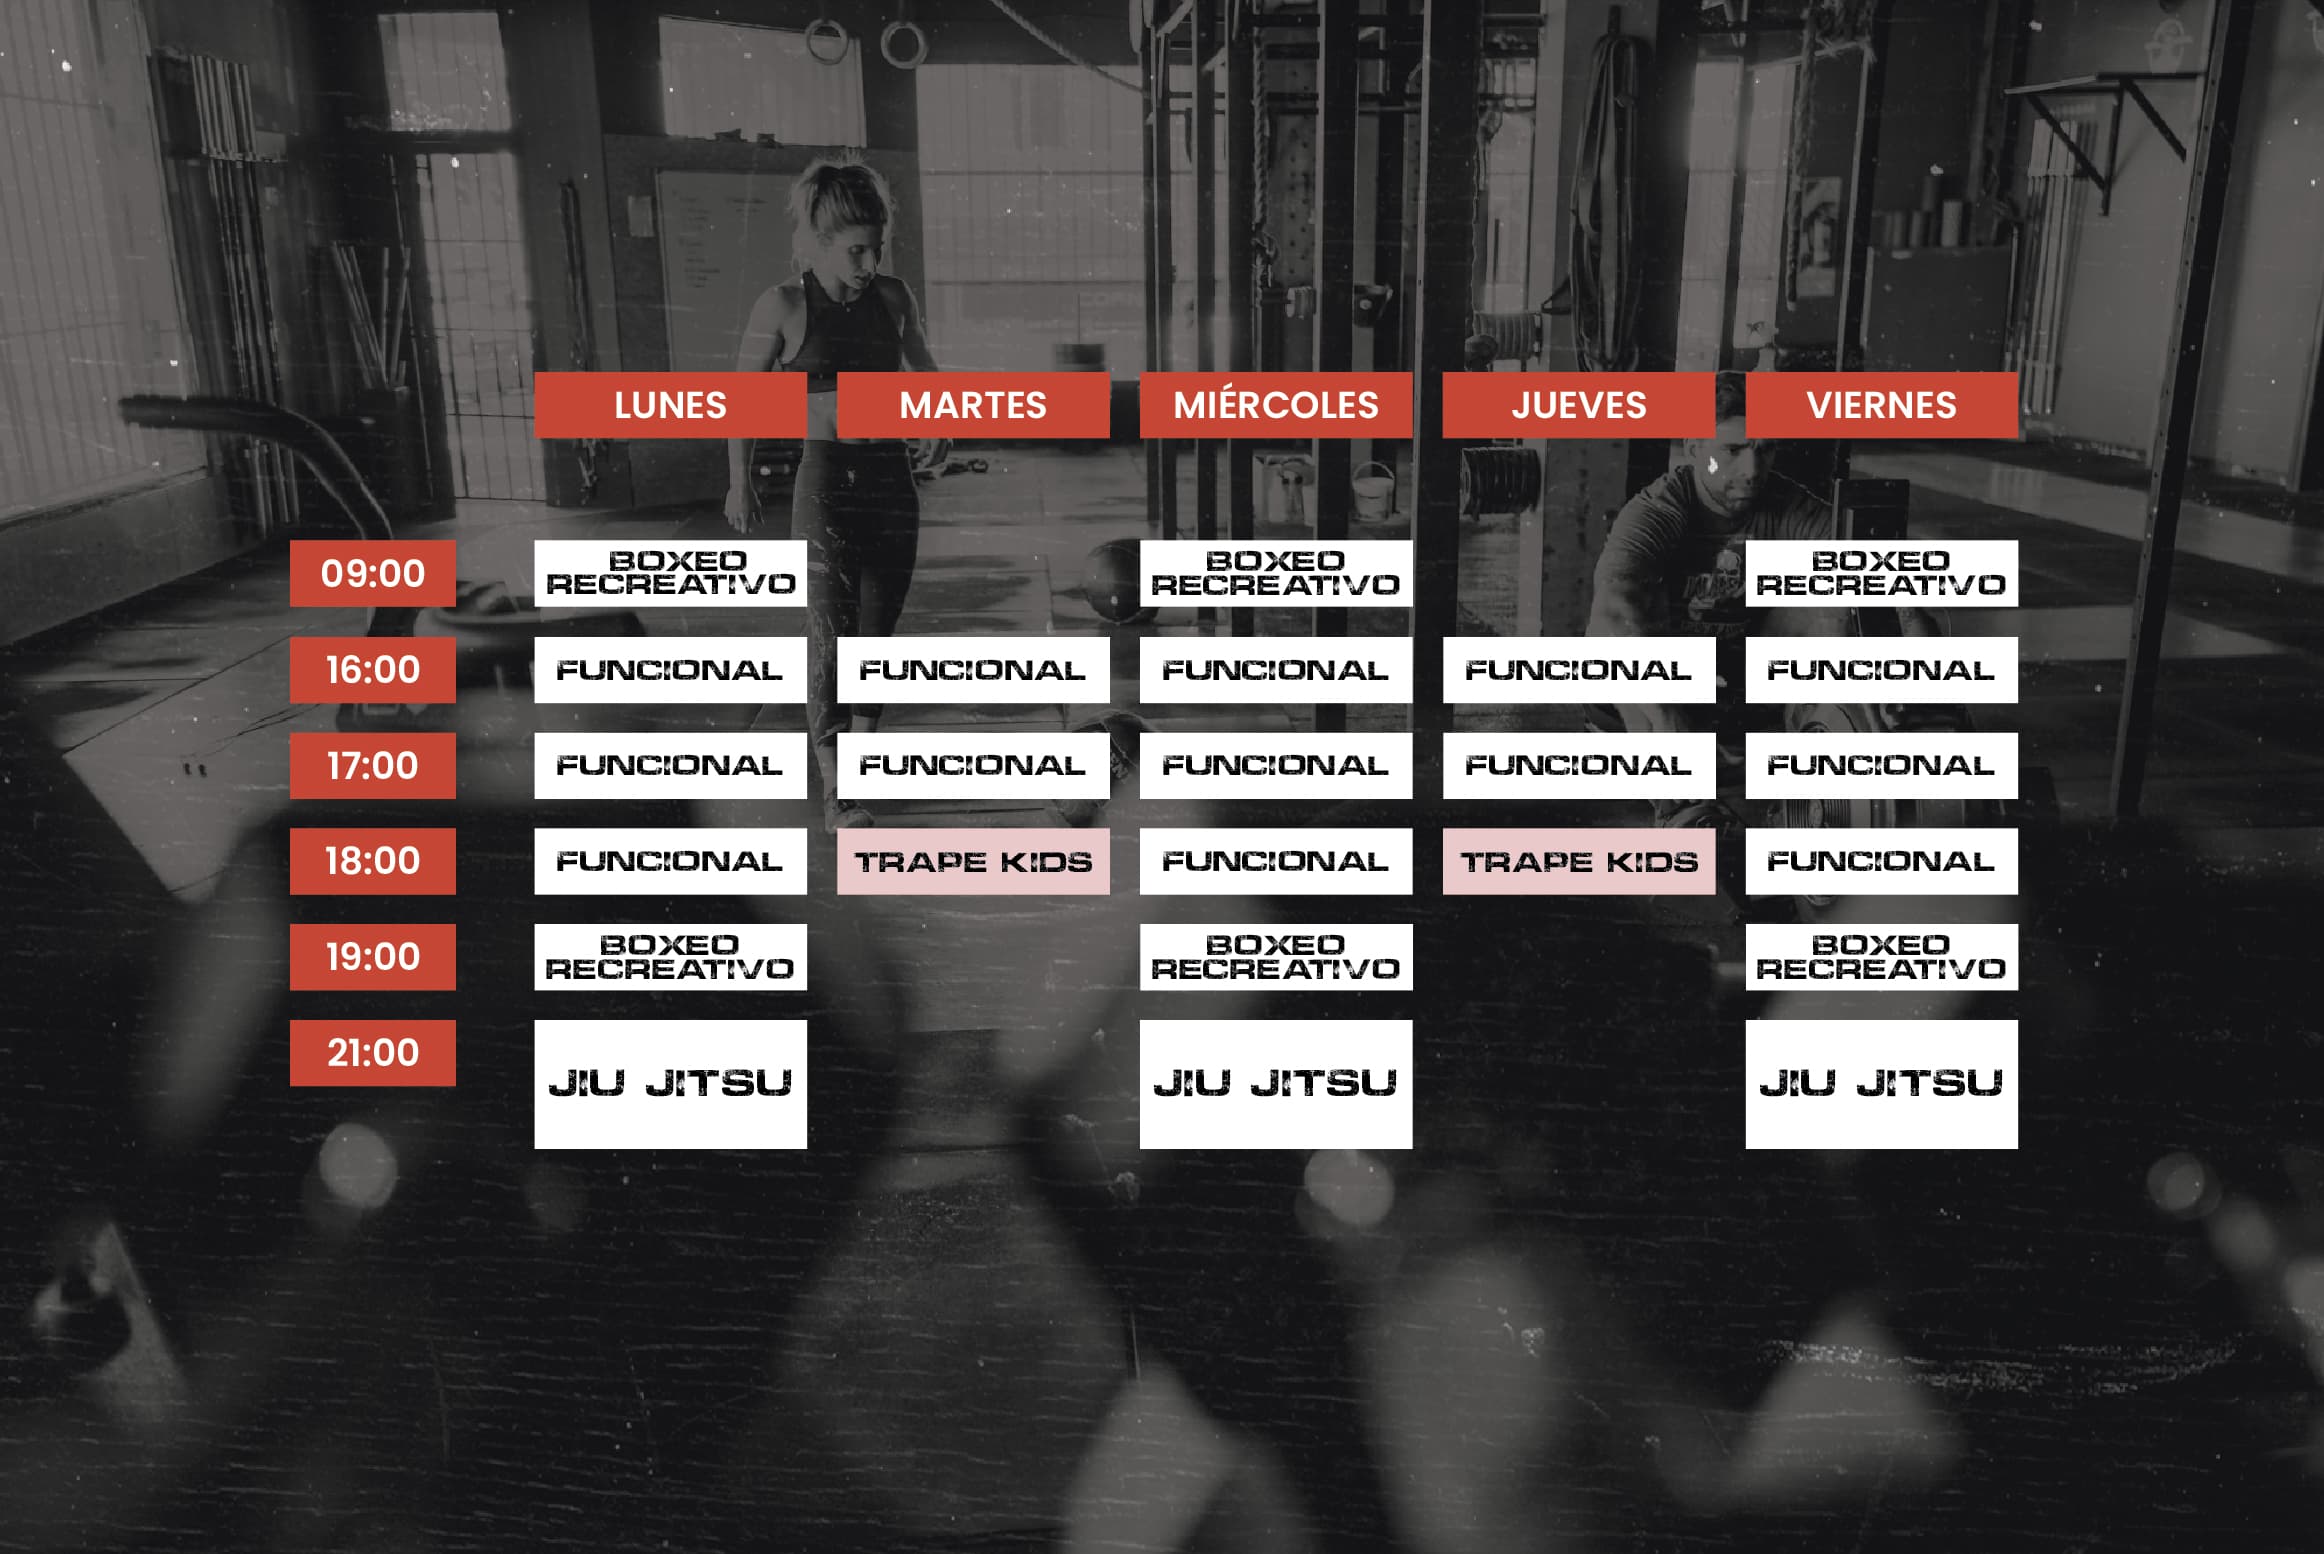 LUNES MARTES MIÉRCOLES JUEVES VIERNES
09:00 BOXEO RECREATIVO BOXEO RECREATIVO BOXEO RECREATIVO
16:00 FUNCIONAL FUNCIONAL FUNCIONAL FUNCIONAL FUNCIONAL
17:00 FUNCIONAL FUNCIONAL FUNCIONAL FUNCIONAL FUNCIONAL
18:00 FUNCIONAL TRAPE KIDS FUNCIONAL TRAPE KIDS FUNCIONAL
19:00 BOXEO RECREATIVO BOXEO RECREATIVO BOXEO RECREATIVO
21:00 JIU JITSU JIU JITSU JIU JITSU